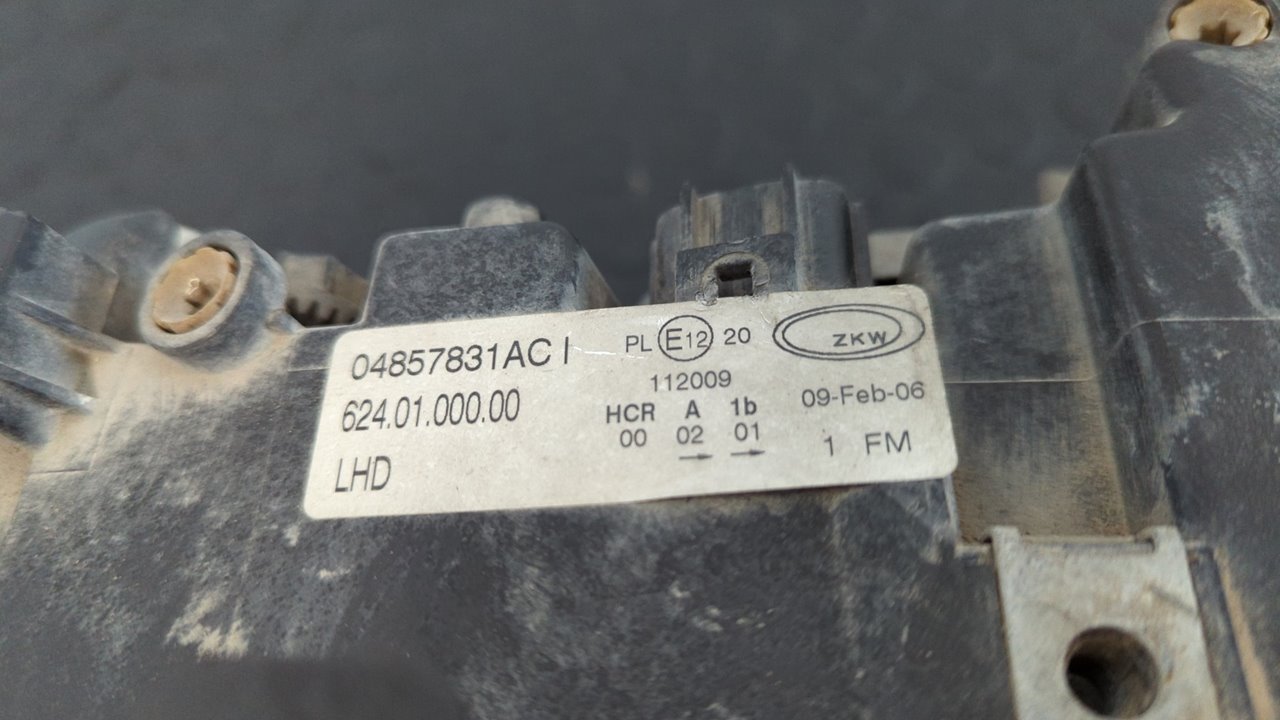 04857831AC I
624.01.000.00
LHD
PL E12 20
112009
HCR A 1b
00 02 01
→ →
ZKW
09-Feb-06
1 FM